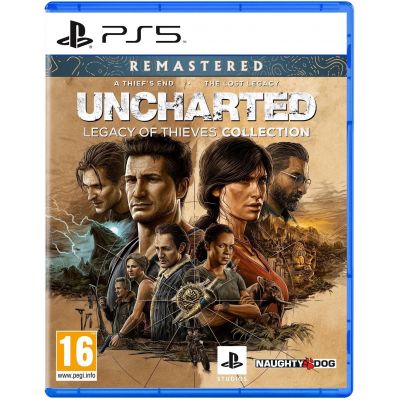 PS5
REMASTERED
A THIEF'S END • THE LOST LEGACY
UNCHARTED
LEGACY OF THIEVES COLLECTION
16
www.pegi.info
PlayStation
STUDIOS
NAUGHTY DOG